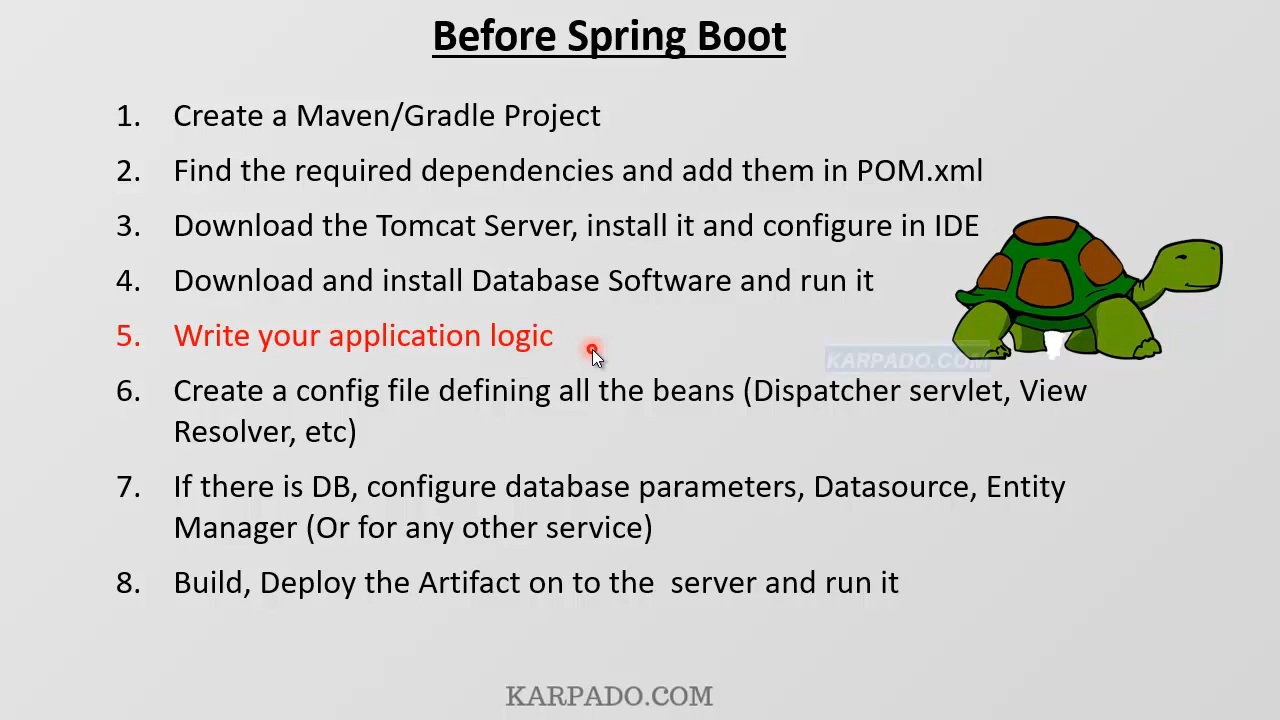 Before Spring Boot
1. Create a Maven/Gradle Project
2. Find the required dependencies and add them in POM.xml
3. Download the Tomcat Server, install it and configure in IDE
4. Download and install Database Software and run it
5. Write your application logic
KARPADO.COM
6. Create a config file defining all the beans (Dispatcher servlet, View
Resolver, etc)
7. If there is DB, configure database parameters, Datasource, Entity
Manager (Or for any other service)
8. Build, Deploy the Artifact on to the  server and run it
KARPADO.COM